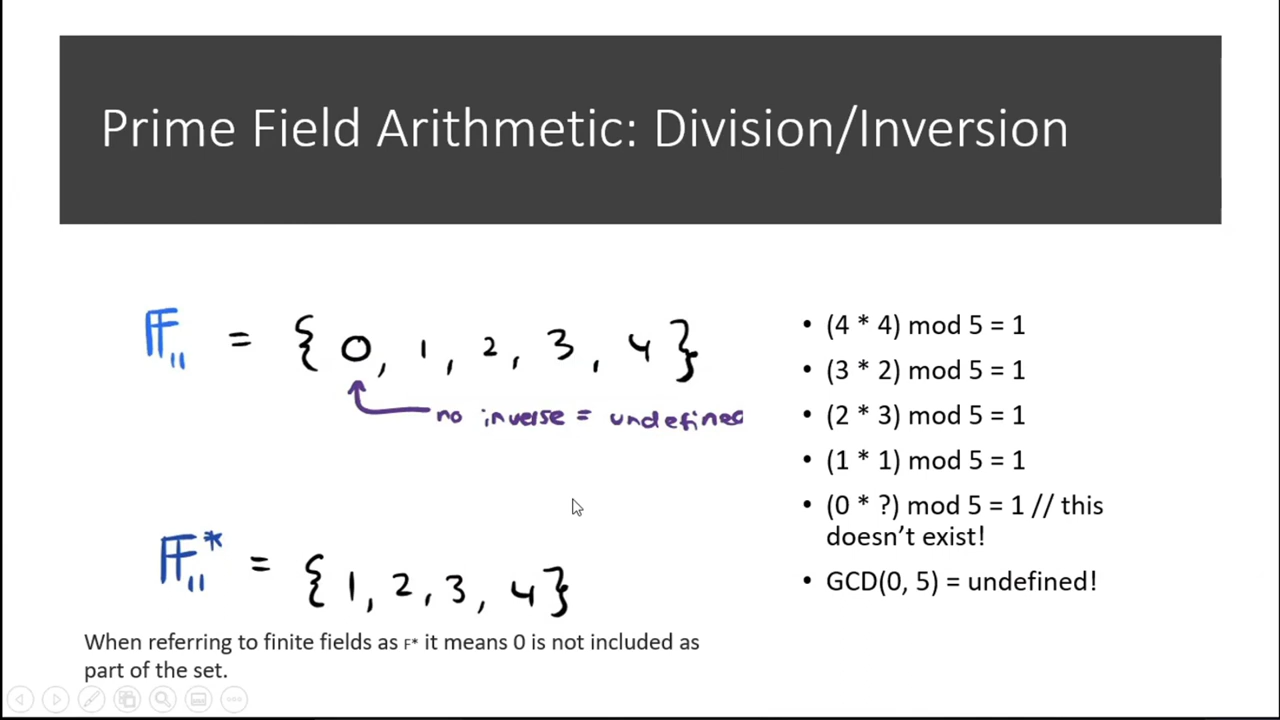 Prime Field Arithmetic: Division/Inversion
𝔽₁₁ = { 0, 1, 2, 3, 4 }
no inverse = undefined
𝔽*₁₁ = { 1, 2, 3, 4 }
When referring to finite fields as F* it means 0 is not included as
part of the set.
• (4 * 4) mod 5 = 1
• (3 * 2) mod 5 = 1
• (2 * 3) mod 5 = 1
• (1 * 1) mod 5 = 1
• (0 * ?) mod 5 = 1 // this
doesn't exist!
• GCD(0, 5) = undefined!